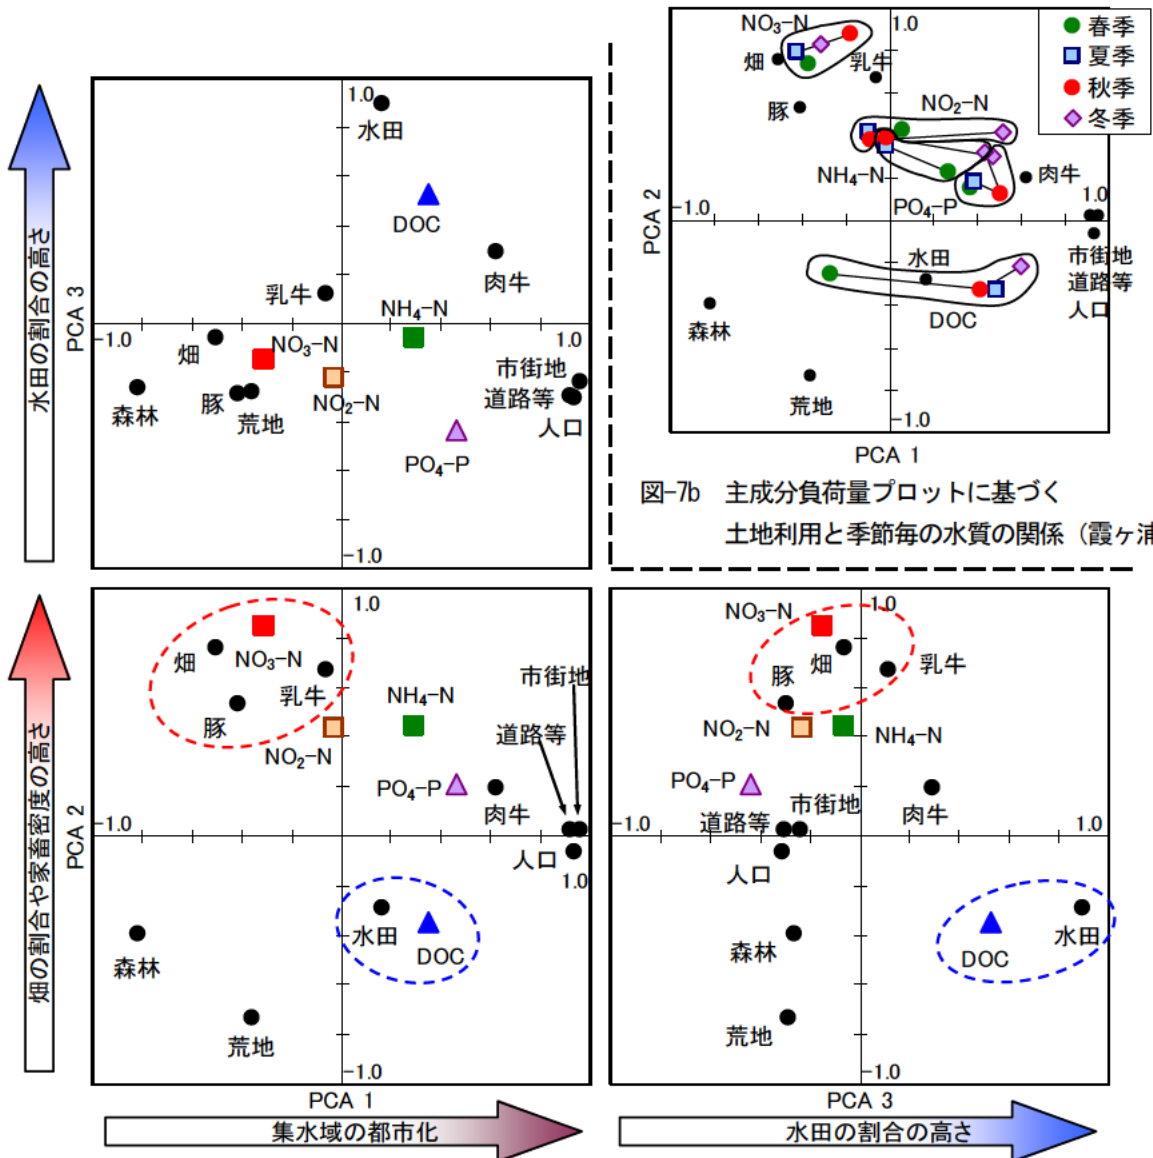 水田の割合の高さ
PCA 3
1.0
水田
DOC
肉牛
乳牛
NH₄-N
-1.0
1.0
畑
NO₃-N
市街地
森林
豚
荒地
NO₂-N
道路等
人口
PO₄-P
-1.0
NO₃-N
1.0
畑
乳牛
豚
NO₂-N
春季
夏季
秋季
冬季
NH₄-N
肉牛
PO₄-P
-1.0
1.0
PCA 2
水田
市街地
道路等
人口
森林
DOC
荒地
-1.0
PCA 1
図-7b 主成分負荷量プロットに基づく
土地利用と季節毎の水質の関係（霞ヶ浦
畑の割合や家畜密度の高さ
PCA 2
1.0
畑
NO₃-N
乳牛
豚
NO₂-N
NH₄-N
市街地
道路等
PO₄-P
肉牛
-1.0
人口
1.0
水田
DOC
森林
荒地
-1.0
PCA 1
集水域の都市化
NO₃-N
1.0
豚
畑
乳牛
NO₂-N
NH₄-N
PO₄-P
市街地
道路等
肉牛
-1.0
1.0
人口
森林
DOC
水田
荒地
-1.0
PCA 3
水田の割合の高さ